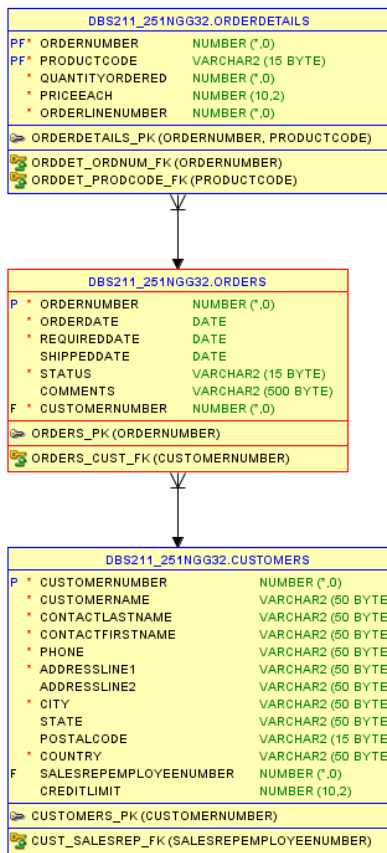 DBS211_251NGG32.ORDERDETAILS
PF* ORDERNUMBER NUMBER (*,0)
PF* PRODUCTCODE VARCHAR2 (15 BYTE)
* QUANTITYORDERED NUMBER (*,0)
* PRICEEACH NUMBER (10,2)
* ORDERLINENUMBER NUMBER (*,0)
ORDERDETAILS_PK (ORDERNUMBER, PRODUCTCODE)
ORDDET_ORDNUM_FK (ORDERNUMBER)
ORDDET_PRODCODE_FK (PRODUCTCODE)
DBS211_251NGG32.ORDERS
P * ORDERNUMBER NUMBER (*,0)
* ORDERDATE DATE
* REQUIREDDATE DATE
SHIPPEDDATE DATE
* STATUS VARCHAR2 (15 BYTE)
COMMENTS VARCHAR2 (500 BYTE)
F * CUSTOMERNUMBER NUMBER (*,0)
ORDERS_PK (ORDERNUMBER)
ORDERS_CUST_FK (CUSTOMERNUMBER)
DBS211_251NGG32.CUSTOMERS
P * CUSTOMERNUMBER NUMBER (*,0)
* CUSTOMERNAME VARCHAR2 (50 BYTE
* CONTACTLASTNAME VARCHAR2 (50 BYTE
* CONTACTFIRSTNAME VARCHAR2 (50 BYTE
* PHONE VARCHAR2 (50 BYTE
* ADDRESSLINE1 VARCHAR2 (50 BYTE
ADDRESSLINE2 VARCHAR2 (50 BYTE
* CITY VARCHAR2 (50 BYTE
STATE VARCHAR2 (50 BYTE
POSTALCODE VARCHAR2 (15 BYTE
* COUNTRY VARCHAR2 (50 BYTE
F SALESREPEMPLOYEENUMBER NUMBER (*,0)
CREDITLIMIT NUMBER (10,2)
CUSTOMERS_PK (CUSTOMERNUMBER)
CUST_SALESREP_FK (SALESREPEMPLOYEENUMBER)